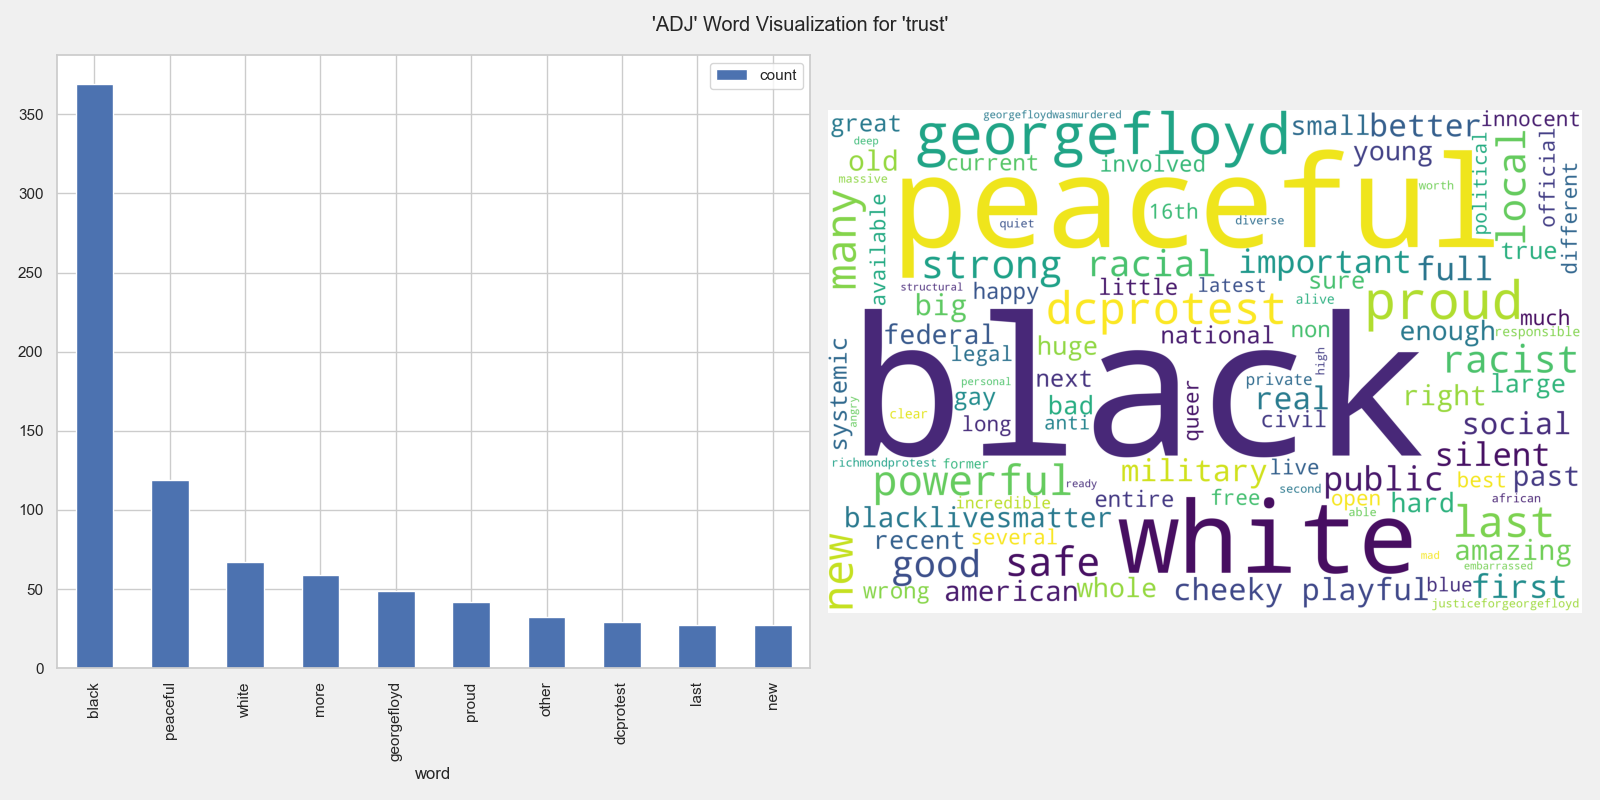 'ADJ' Word Visualization for 'trust'
count
350
300
250
200
150
100
50
0
black
peaceful
white
more
georgefloyd
proud
other
dcprotest
last
new
word
georgefloydwasmurdered
great
georgefloyd
small
better
innocent
deep
old
current
involved
young
political
local
official
massive
peaceful
worth
different
many
available
16th
quiet
diverse
true
strong
racial
important
full
structural
happy
little
latest
sure
big
dcprotest
alive
proud
much
federal
black
national
non
enough
responsible
systemic
legal
huge
high
racist
personal
next
private
large
angry
gay
bad
queer
real
right
clear
long
anti
civil
social
silent
richmondprotest
former
powerful
ready
military
live
public
best
past
incredible
entire
free
second
open
hard
african
blacklivesmatter
able
white
last
new
recent
several
mad
amazing
good
safe
embarrassed
wrong
american
whole
cheeky
playful
blue
first
justiceforgeorgefloyd